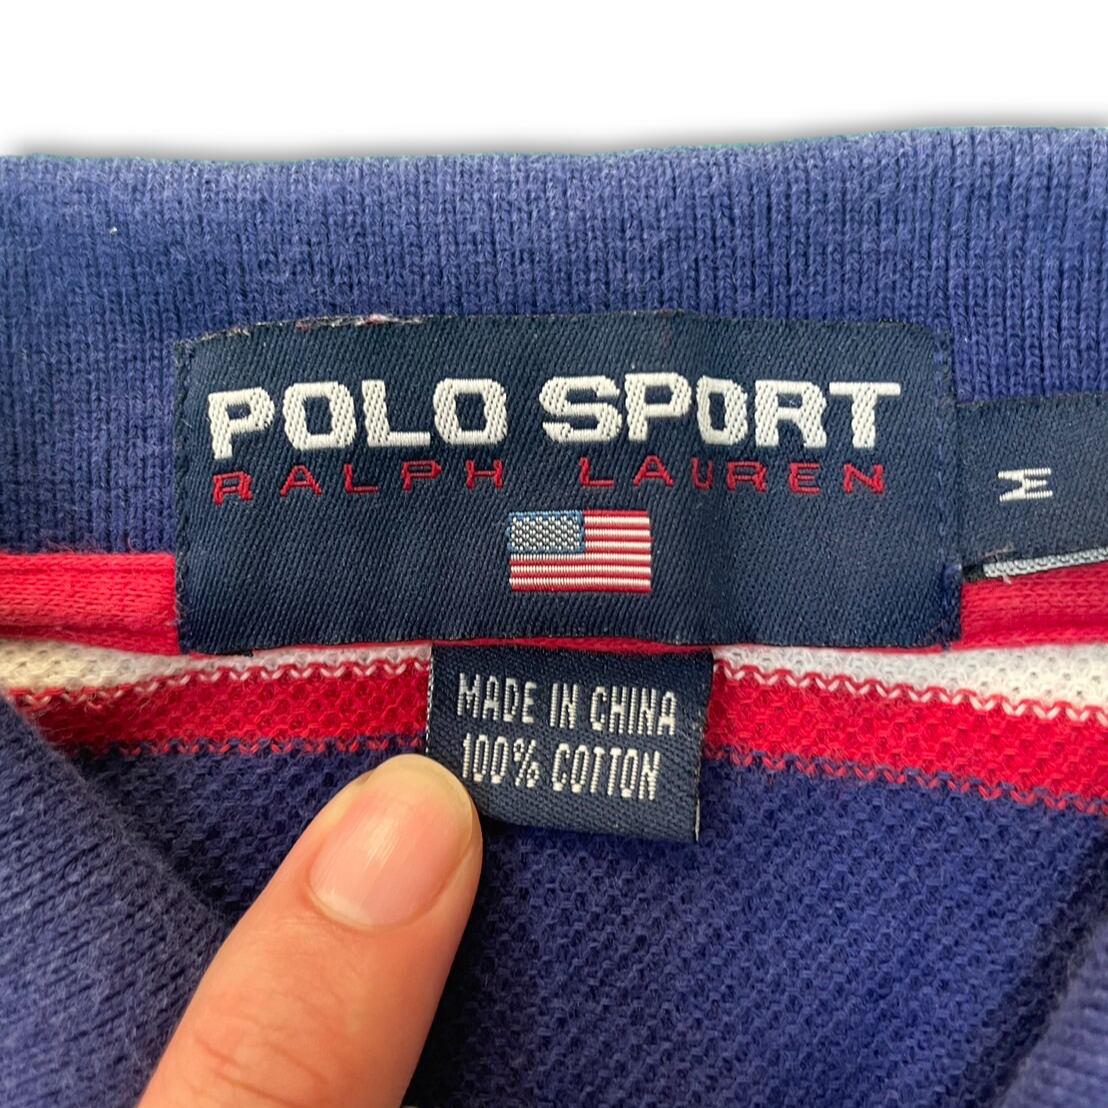 POLO SPORT
RALPH LAUREN
M
MADE IN CHINA
100% COTTON